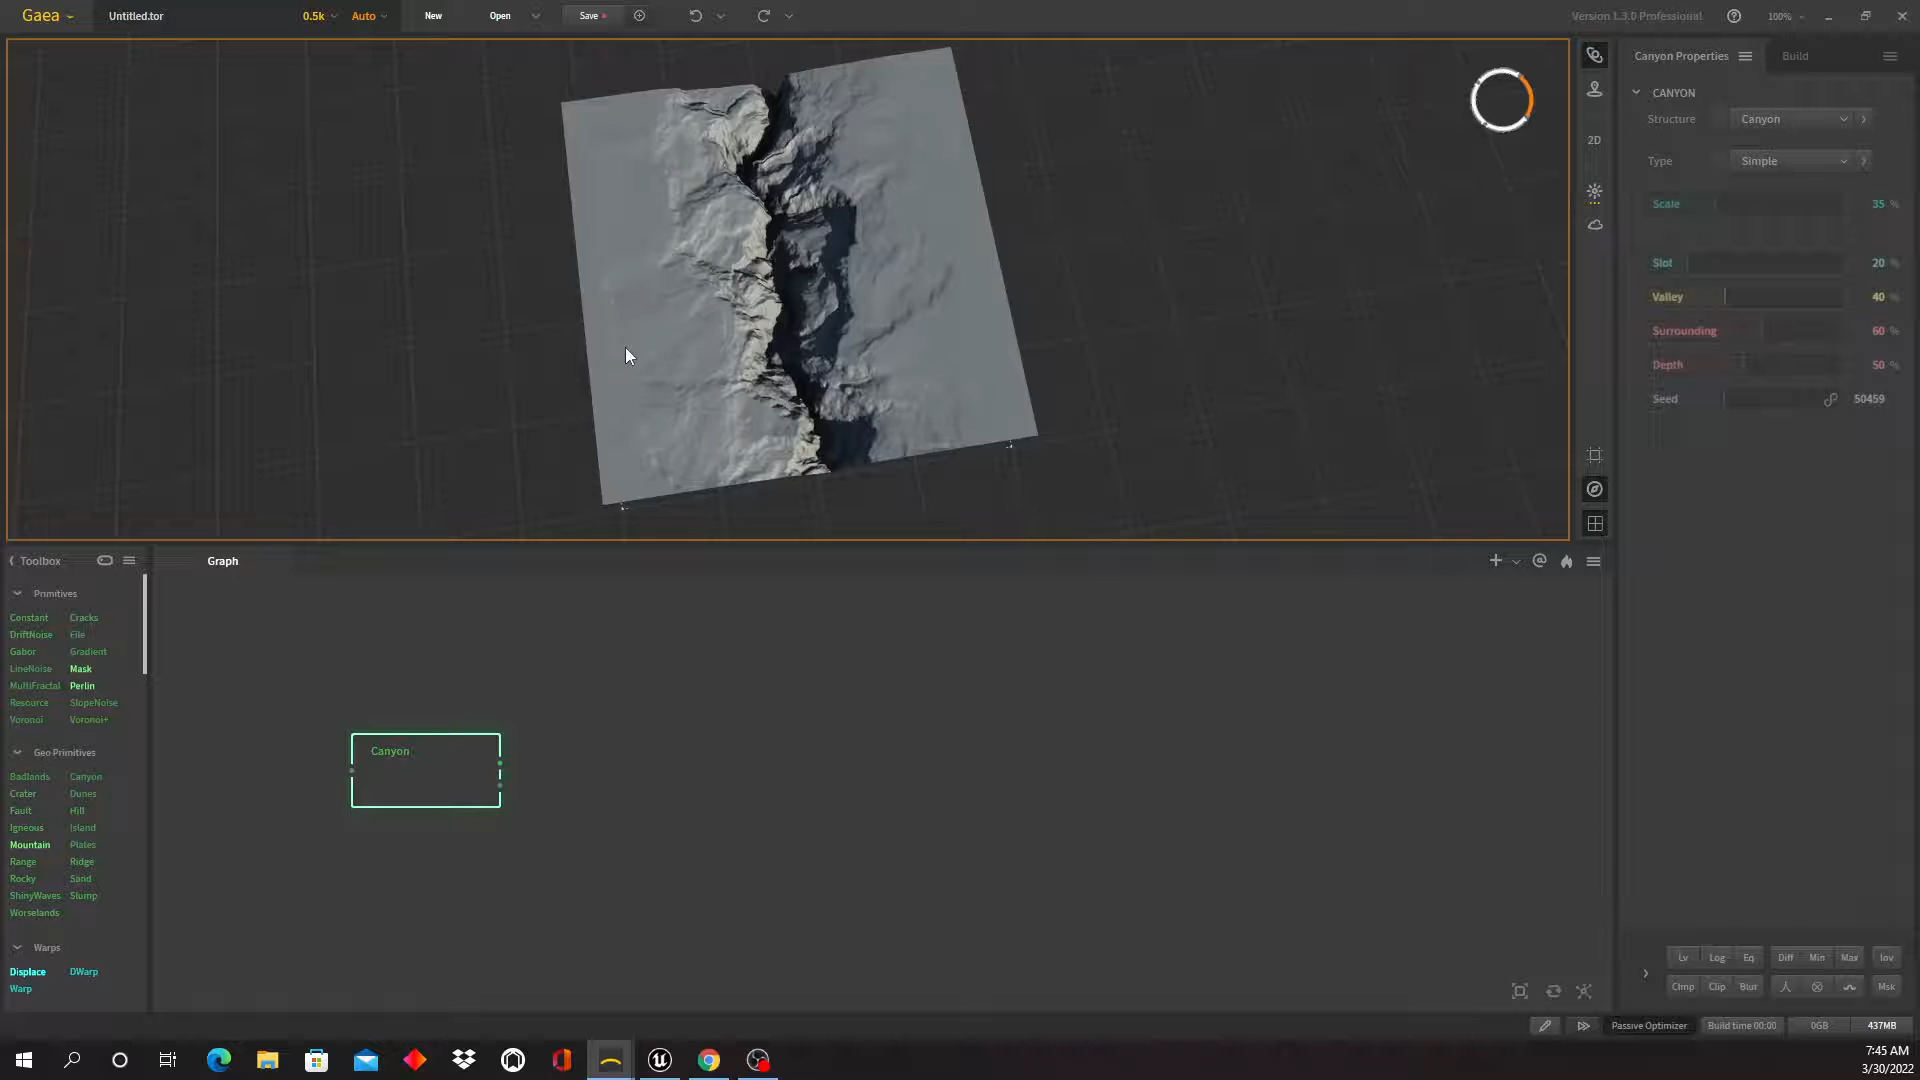 Gaea
Untitled.tor
0.5k
Auto
New
Open
Save
Version 1.3.0 Professional
100%
Canyon Properties
Build
CANYON
Structure
Canyon
Type
Simple
2D
Scale
35 %
Slot
20 %
Valley
40 %
Surrounding
60 %
Depth
50 %
Seed
50459
Toolbox
Graph
Primitives
Constant Cracks
DriftNoise File
Gabor Gradient
LineNoise Mask
MultiFractal Perlin
Resource SlopeNoise
Voronoi Voronoi+
Geo Primitives
Badlands Canyon
Crater Dunes
Fault Hill
Igneous Island
Mountain Plates
Range Ridge
Rocky Sand
ShinyWaves Slump
Worselands
Warps
Displace DWarp
Warp
Canyon
Lv Log Eq Diff Min Max Inv
Clmp Clip Blur Msk
Passive Optimizer Build time 00:00 0GB 437MB
7:45 AM
3/30/2022